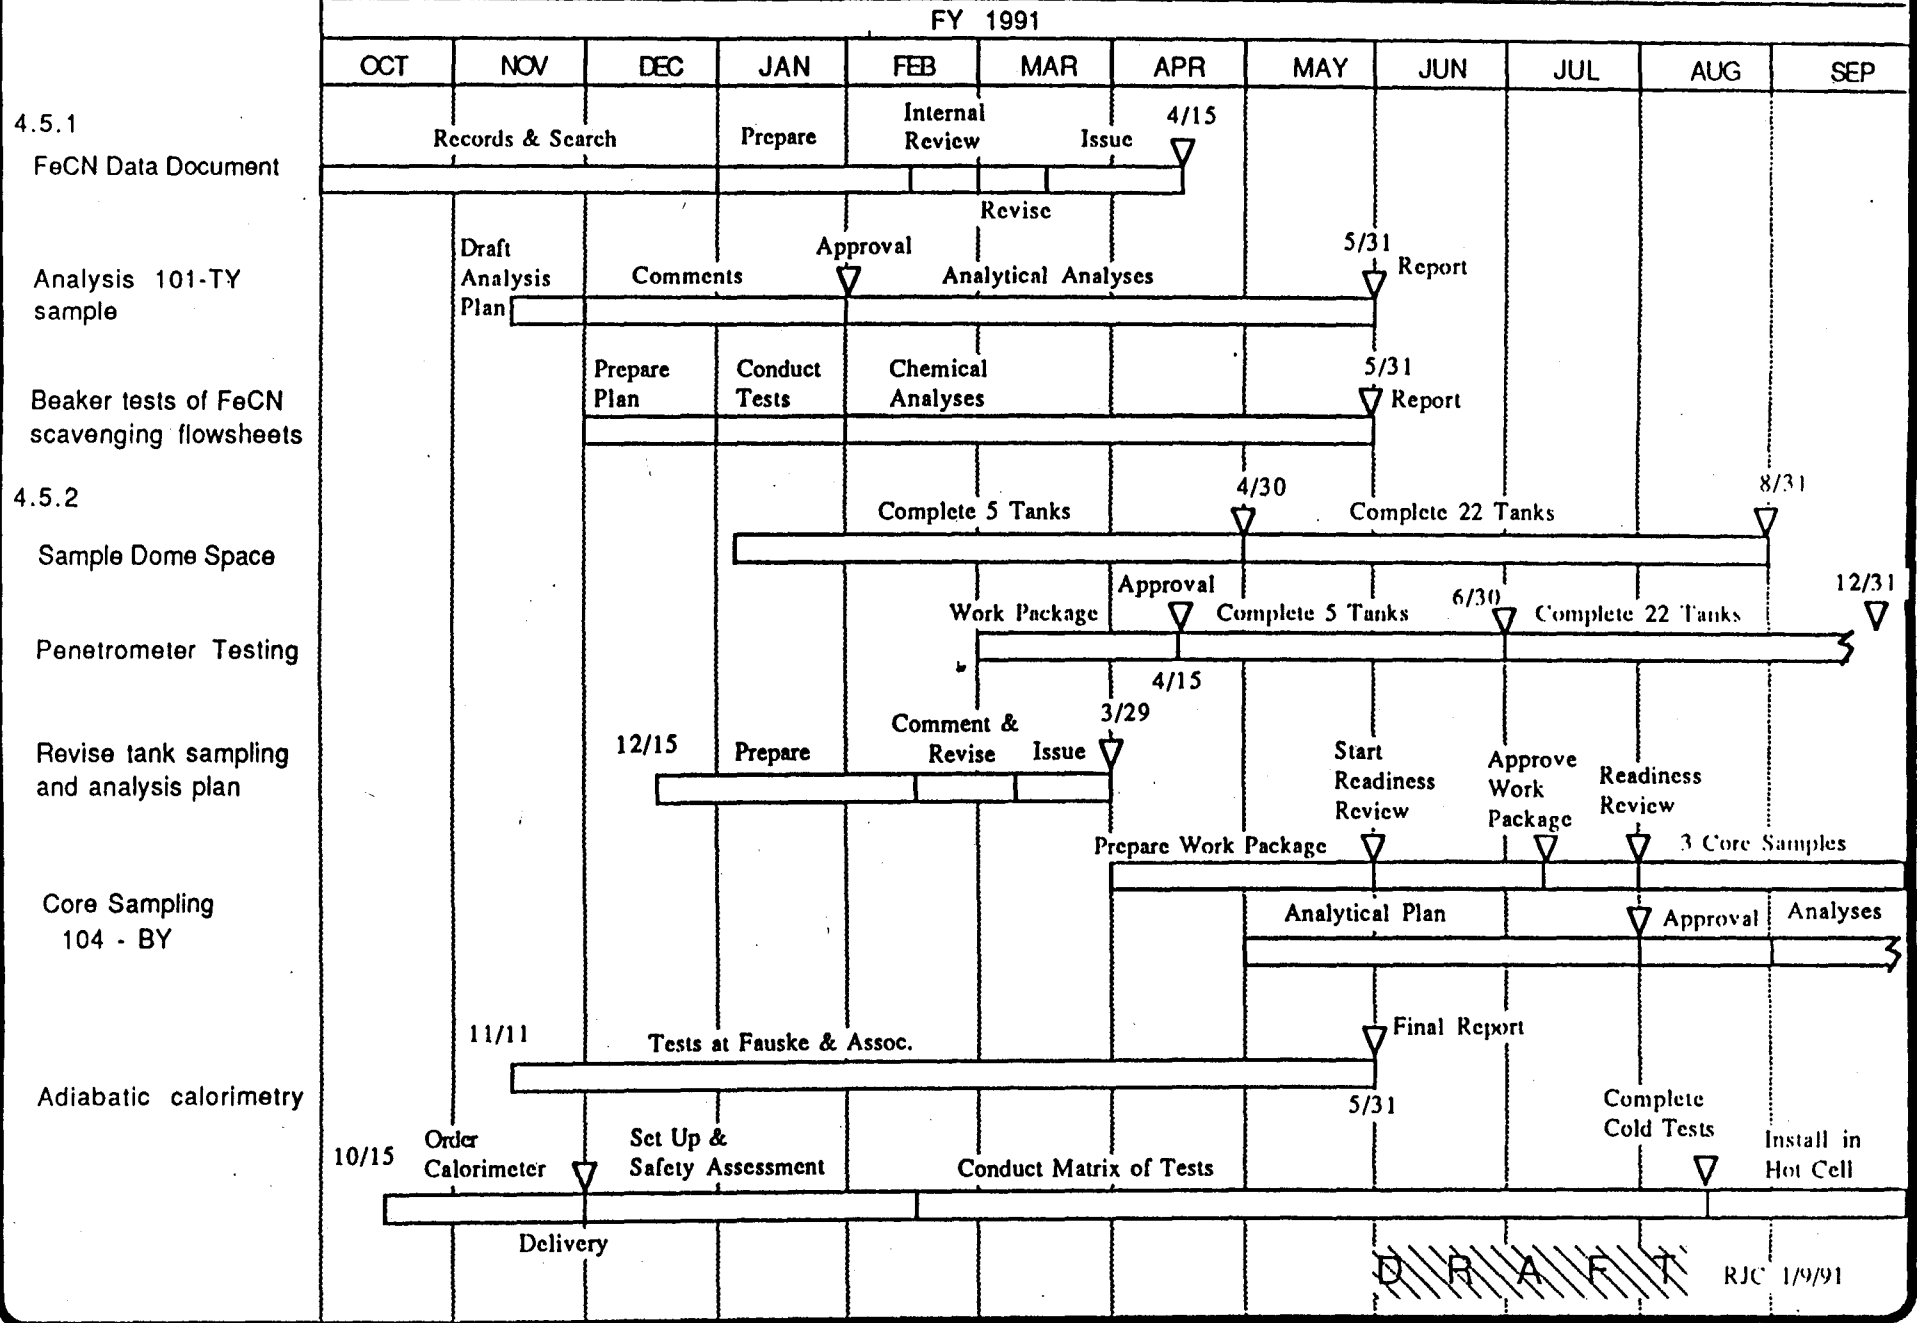 FY 1991
OCT NOV DEC JAN FEB MAR APR MAY JUN JUL AUG SEP
4.5.1
FeCN Data Document
Records & Search
Prepare
Internal
Review
Issue
4/15
Revise
Analysis 101-TY
sample
Draft
Analysis
Plan
Comments
Approval
Analytical Analyses
5/31
Report
Beaker tests of FeCN
scavenging flowsheets
Prepare
Plan
Conduct
Tests
Chemical
Analyses
5/31
Report
4.5.2
Sample Dome Space
Complete 5 Tanks
4/30
Complete 22 Tanks
8/31
Penetrometer Testing
Work Package
Approval
4/15
Complete 5 Tanks
6/30
Complete 22 Tanks
12/31
Revise tank sampling
and analysis plan
12/15
Prepare
Comment &
Revise
Issue
3/29
Core Sampling
104 - BY
Prepare Work Package
Start
Readiness
Review
Approve
Work
Package
Readiness
Review
3 Core Samples
Analytical Plan
Approval
Analyses
Adiabatic calorimetry
11/11
Tests at Fauske & Assoc.
Final Report
5/31
10/15
Order
Calorimeter
Delivery
Set Up &
Safety Assessment
Conduct Matrix of Tests
Complete
Cold Tests
Install in
Hot Cell
D R A F T
RJC 1/9/91